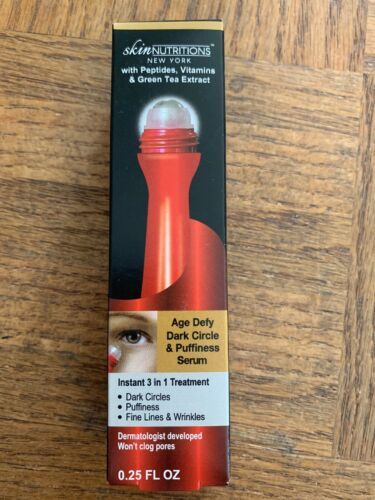 skinNUTRITIONS™
NEW YORK
with Peptides, Vitamins
& Green Tea Extract
Age Defy
Dark Circle
& Puffiness
Serum
Instant 3 in 1 Treatment
• Dark Circles
• Puffiness
• Fine Lines & Wrinkles
Dermatologist developed
Won't clog pores
0.25 FL OZ